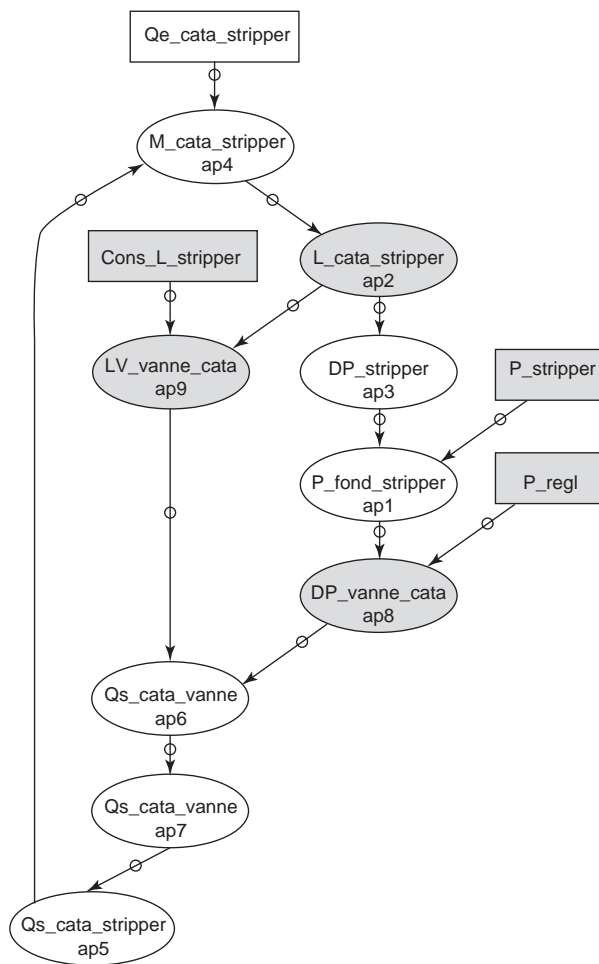 Qe_cata_stripper
M_cata_stripper
ap4
Cons_L_stripper
L_cata_stripper
ap2
LV_vanne_cata
ap9
DP_stripper
ap3
P_stripper
P_fond_stripper
ap1
P_regl
DP_vanne_cata
ap8
Qs_cata_vanne
ap6
Qs_cata_vanne
ap7
Qs_cata_stripper
ap5